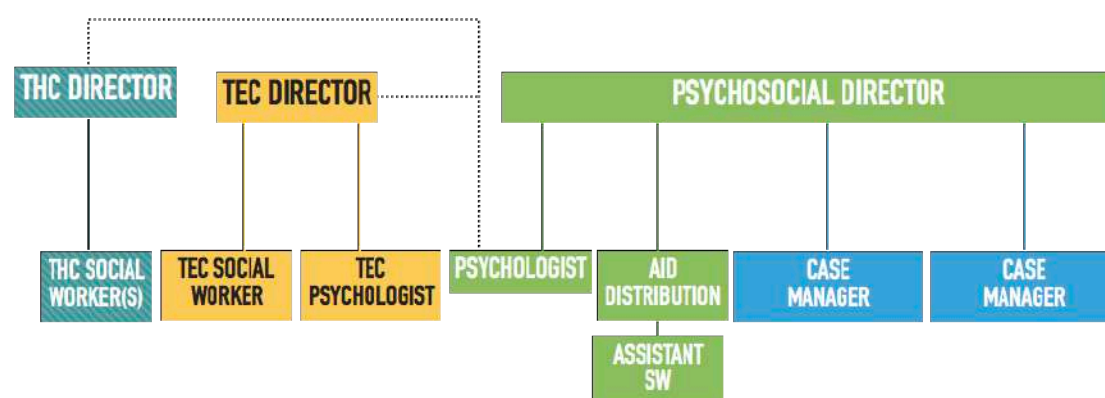 THC DIRECTOR
TEC DIRECTOR
PSYCHOSOCIAL DIRECTOR
THC SOCIAL
WORKER(S)
TEC SOCIAL
WORKER
TEC
PSYCHOLOGIST
PSYCHOLOGIST
AID
DISTRIBUTION
CASE
MANAGER
CASE
MANAGER
ASSISTANT
SW